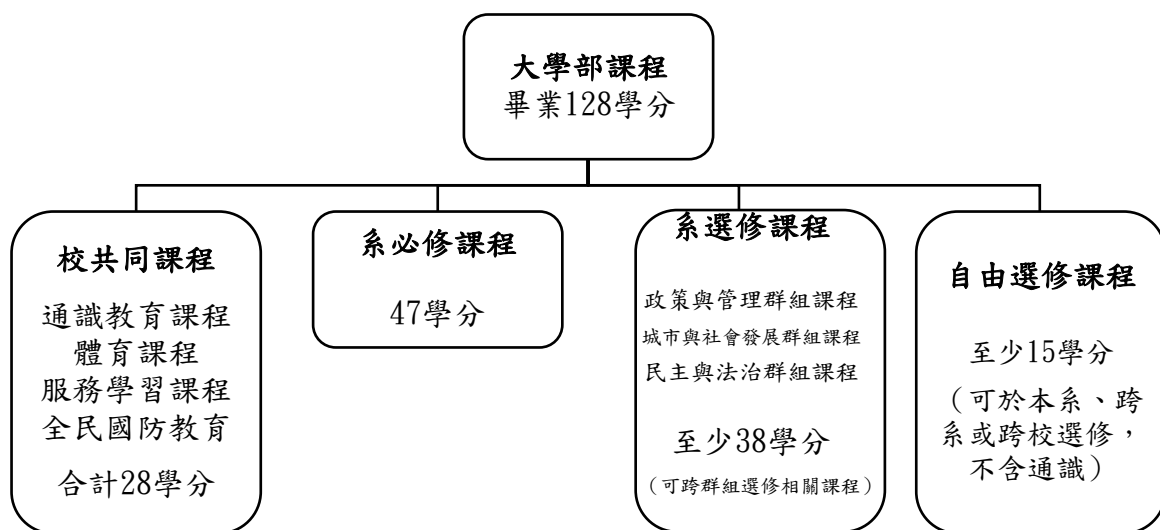 大學部課程
畢業128學分
校共同課程
通識教育課程
體育課程
服務學習課程
全民國防教育
合計28學分
系必修課程
47學分
系選修課程
政策與管理群組課程
城市與社會發展群組課程
民主與法治群組課程
至少38學分
（可跨群組選修相關課程）
自由選修課程
至少15學分
（可於本系、跨
系或跨校選修，
不含通識）